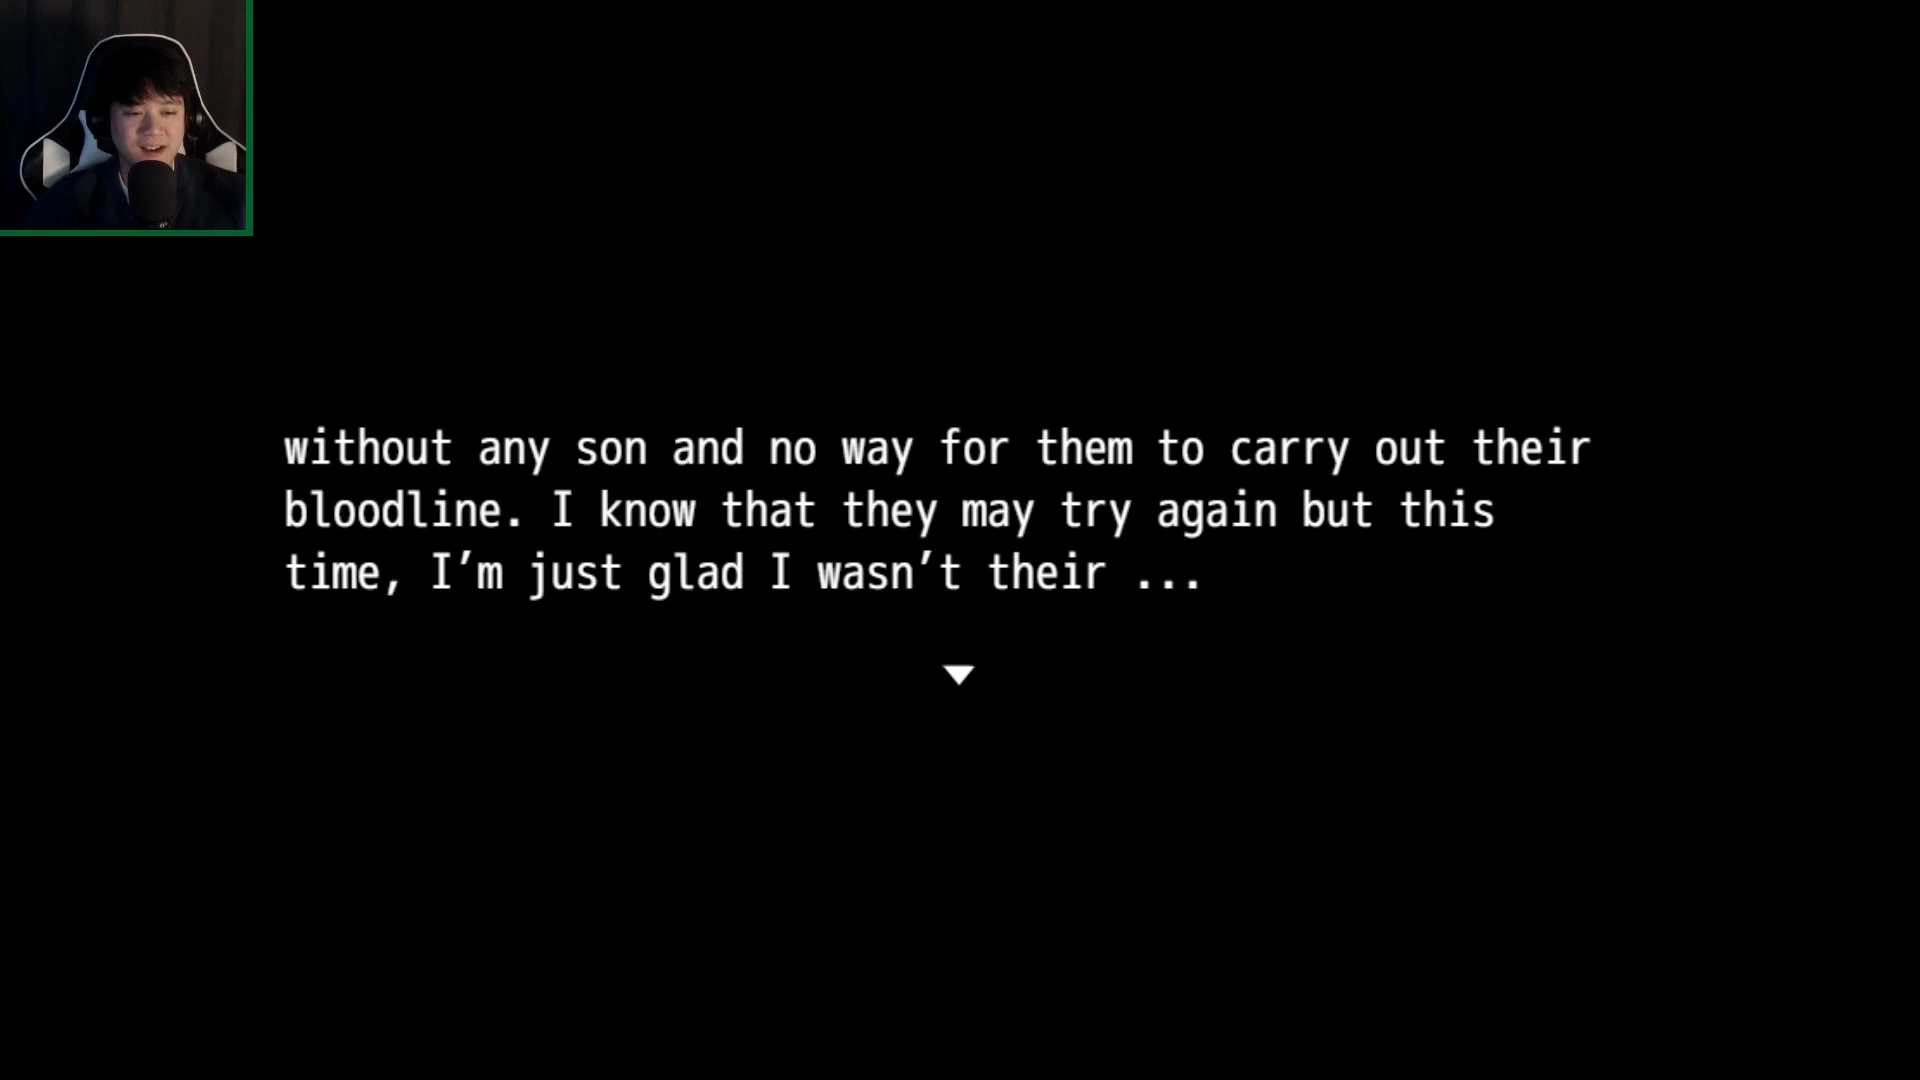 without any son and no way for them to carry out their
bloodline. I know that they may try again but this
time, I’m just glad I wasn’t their ...